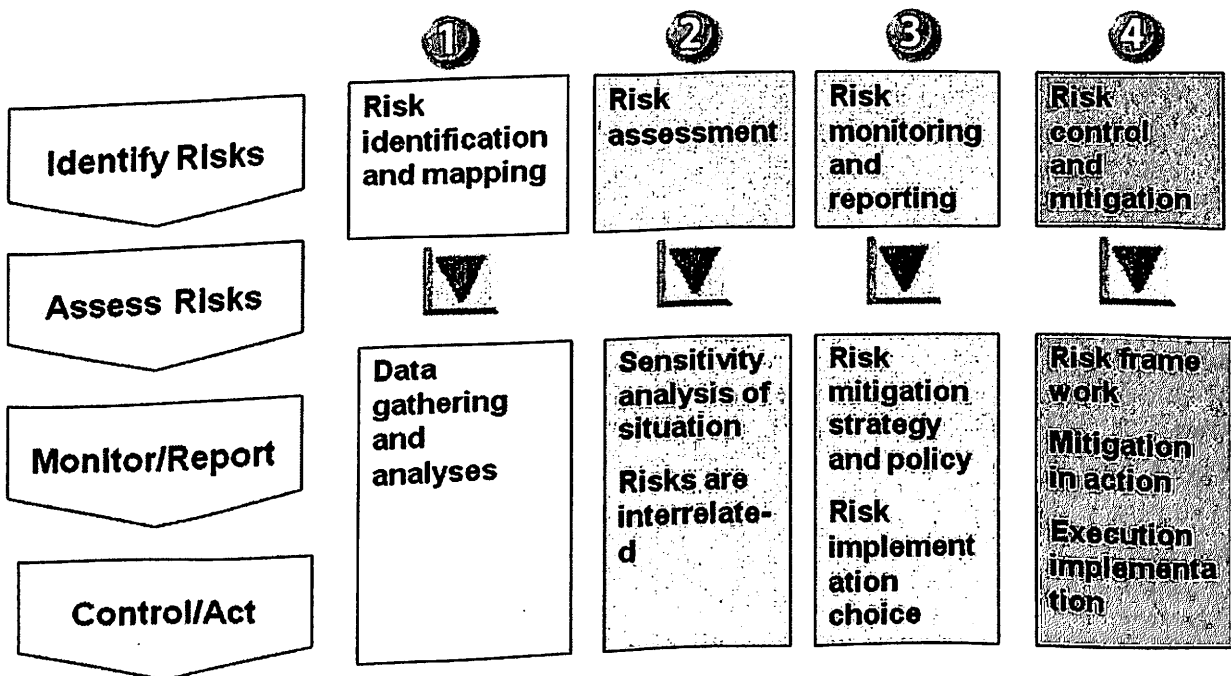 1
2
3
4
Identify Risks
Assess Risks
Monitor/Report
Control/Act
Risk
identification
and mapping
Data
gathering
and
analyses
Risk
assessment
Sensitivity
analysis of
situation
Risks are
interrelate-
d
Risk
monitoring
and
reporting
Risk
mitigation
strategy
and policy
Risk
implement
ation
choice
Risk
control
and
mitigation
Risk frame
work
Mitigation
in action
Execution
implementa
tion